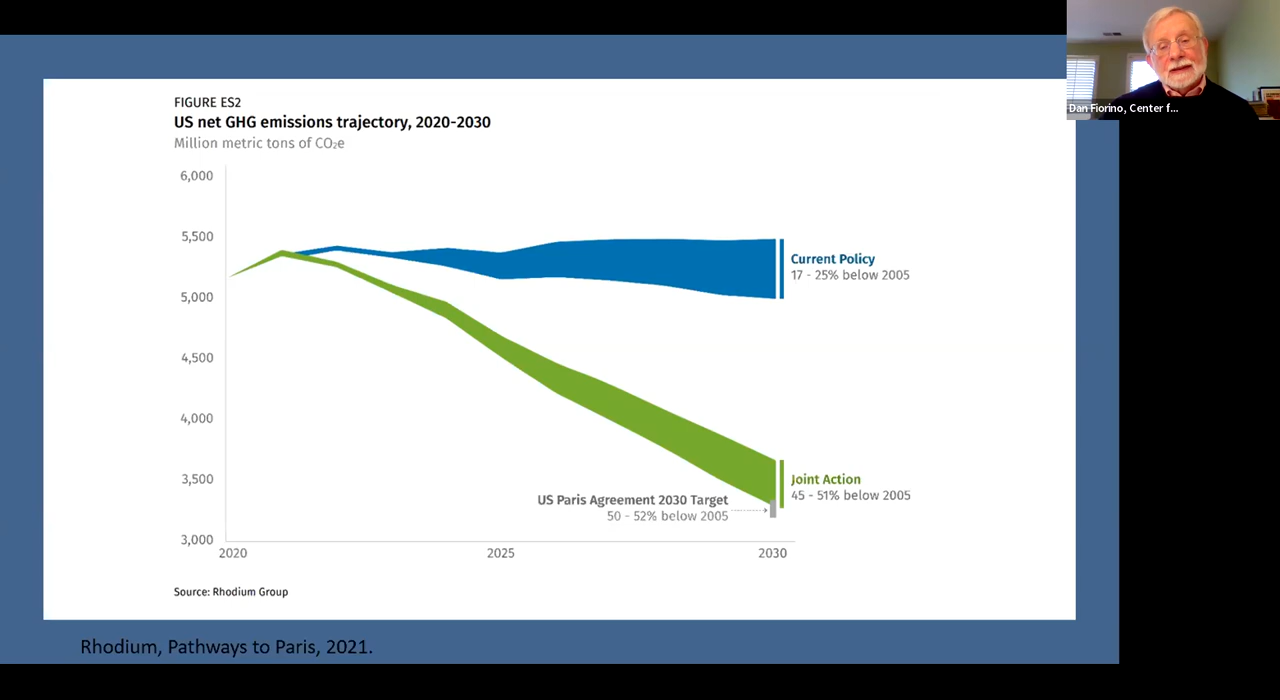 Dan Fiorino, Center f...
FIGURE ES2
US net GHG emissions trajectory, 2020-2030
Million metric tons of CO₂e
6,000
5,500
5,000
4,500
4,000
3,500
3,000
Current Policy
17 - 25% below 2005
Joint Action
45 - 51% below 2005
US Paris Agreement 2030 Target
50 - 52% below 2005
2020
2025
2030
Source: Rhodium Group
Rhodium, Pathways to Paris, 2021.